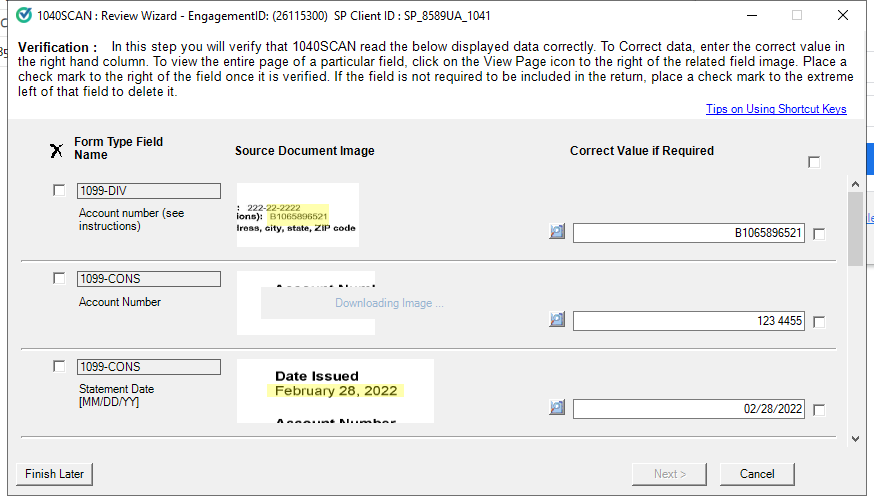 1040SCAN : Review Wizard - EngagementID: (26115300)  SP Client ID : SP_8589UA_1041
Verification :   In this step you will verify that 1040SCAN read the below displayed data correctly. To Correct data, enter the correct value in
the right hand column. To view the entire page of a particular field, click on the View Page icon to the right of the related field image. Place a
check mark to the right of the field once it is verified. If the field is not required to be included in the return, place a check mark to the extreme
left of that field to delete it.
Tips on Using Shortcut Keys
X
Form Type Field
Name
Source Document Image
Correct Value if Required
1099-DIV
Account number (see
instructions)
: 222-22-2222
ions): B1065896521
dress, city, state, ZIP code
B1065896521
1099-CONS
Account Number
Downloading Image ...
123 4455
1099-CONS
Statement Date
[MM/DD/YY]
Date Issued
February 28, 2022
Account Number
02/28/2022
Finish Later
Next >
Cancel